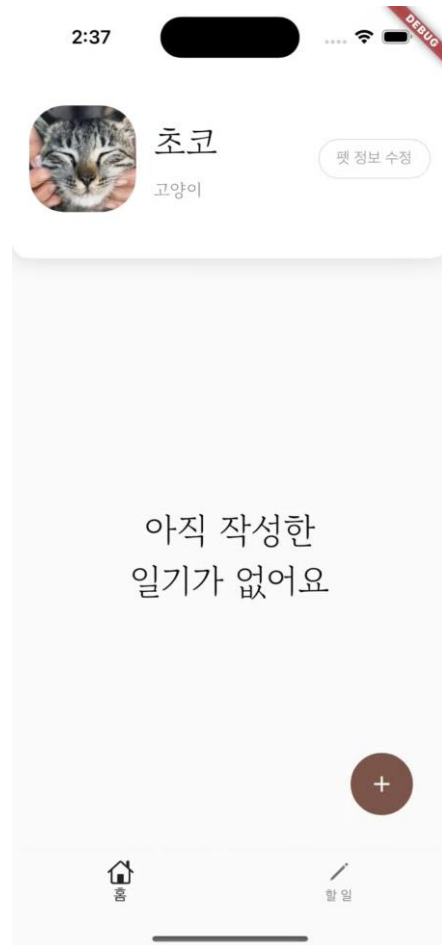 2:37
DEBUG
초코
고양이
펫 정보 수정
아직 작성한
일기가 없어요
+
홈
할 일